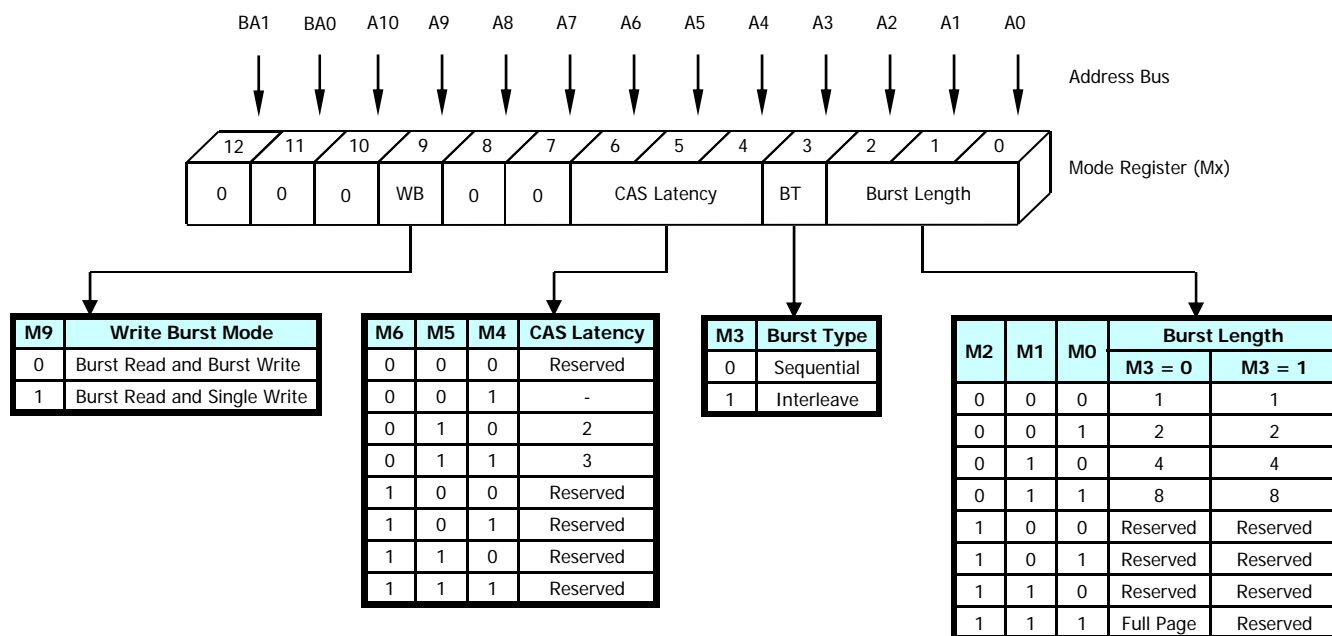 BA1 BA0 A10 A9 A8 A7 A6 A5 A4 A3 A2 A1 A0
Address Bus
12 11 10 9 8 7 6 5 4 3 2 1 0
Mode Register (Mx)
0 0 0 WB 0 0 CAS Latency BT Burst Length
M9 Write Burst Mode
0 Burst Read and Burst Write
1 Burst Read and Single Write
M6 M5 M4 CAS Latency
0 0 0 Reserved
0 0 1 -
0 1 0 2
0 1 1 3
1 0 0 Reserved
1 0 1 Reserved
1 1 0 Reserved
1 1 1 Reserved
M3 Burst Type
0 Sequential
1 Interleave
M2 M1 M0 Burst Length
M3 = 0 M3 = 1
0 0 0 1 1
0 0 1 2 2
0 1 0 4 4
0 1 1 8 8
1 0 0 Reserved Reserved
1 0 1 Reserved Reserved
1 1 0 Reserved Reserved
1 1 1 Full Page Reserved